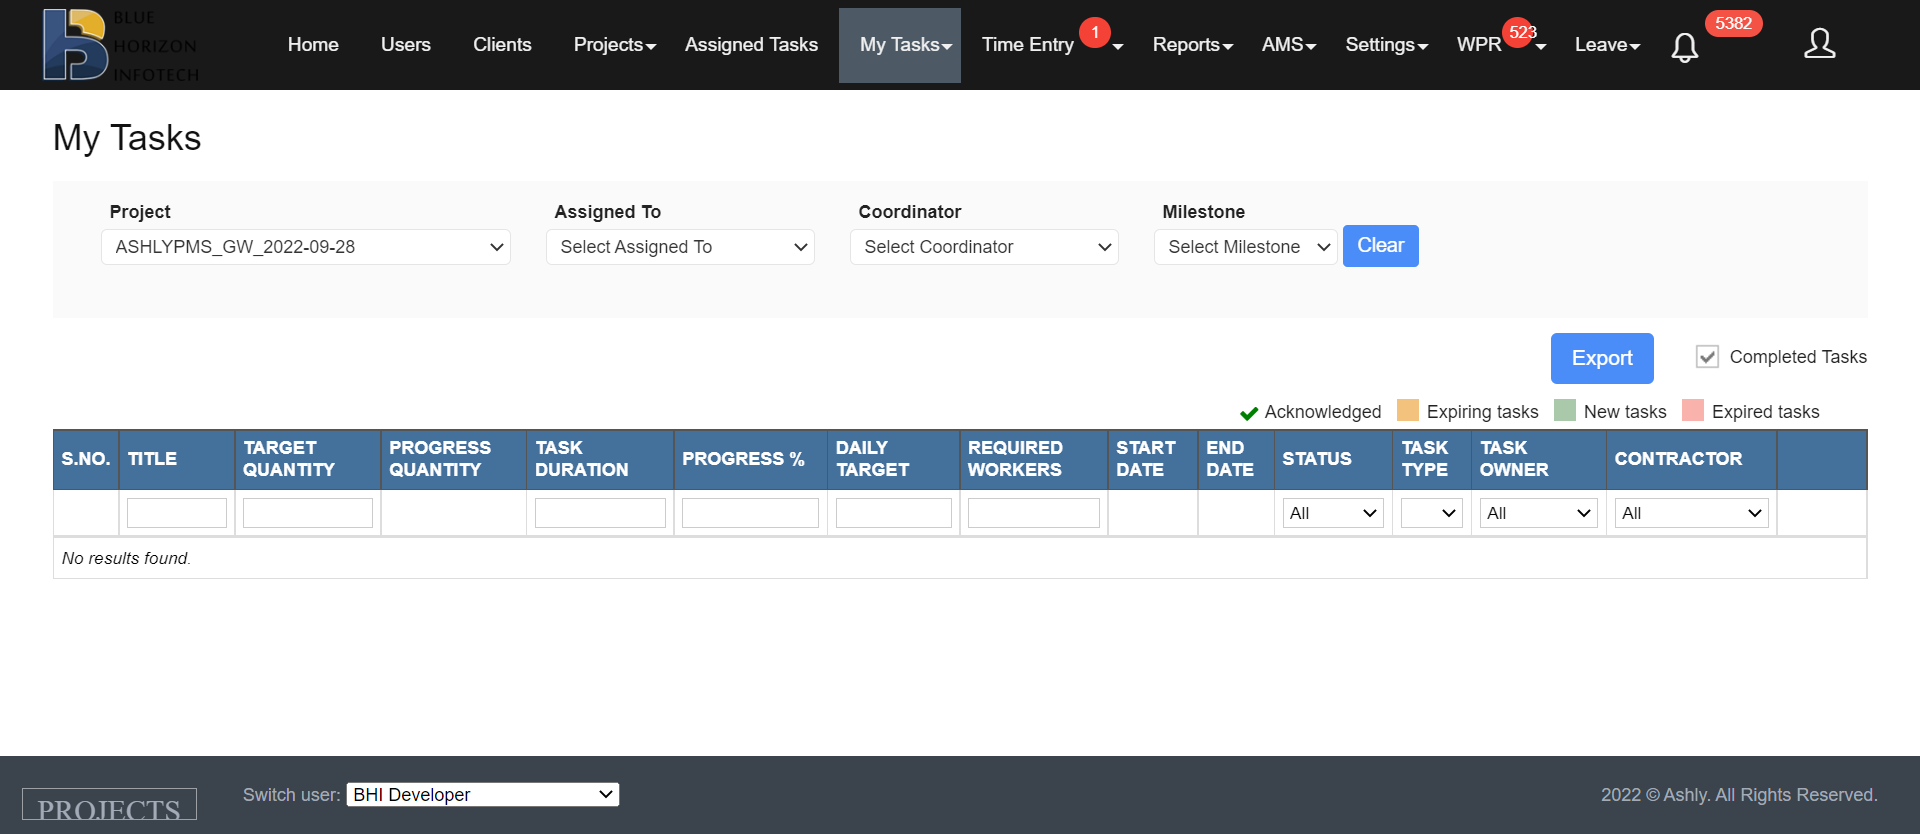 BLUE
HORIZON
INFOTECH
Home Users Clients Projects Assigned Tasks My Tasks Time Entry 1 Reports AMS Settings WPR 523 Leave 5382
My Tasks
Project Assigned To Coordinator Milestone
ASHLYPMS_GW_2022-09-28 Select Assigned To Select Coordinator Select Milestone Clear
Export Completed Tasks
Acknowledged Expiring tasks New tasks Expired tasks
S.NO. TITLE TARGET QUANTITY PROGRESS QUANTITY TASK DURATION PROGRESS % DAILY TARGET REQUIRED WORKERS START DATE END DATE STATUS TASK TYPE TASK OWNER CONTRACTOR
All All All
No results found.
PROJECTS Switch user: BHI Developer 2022 © Ashly. All Rights Reserved.